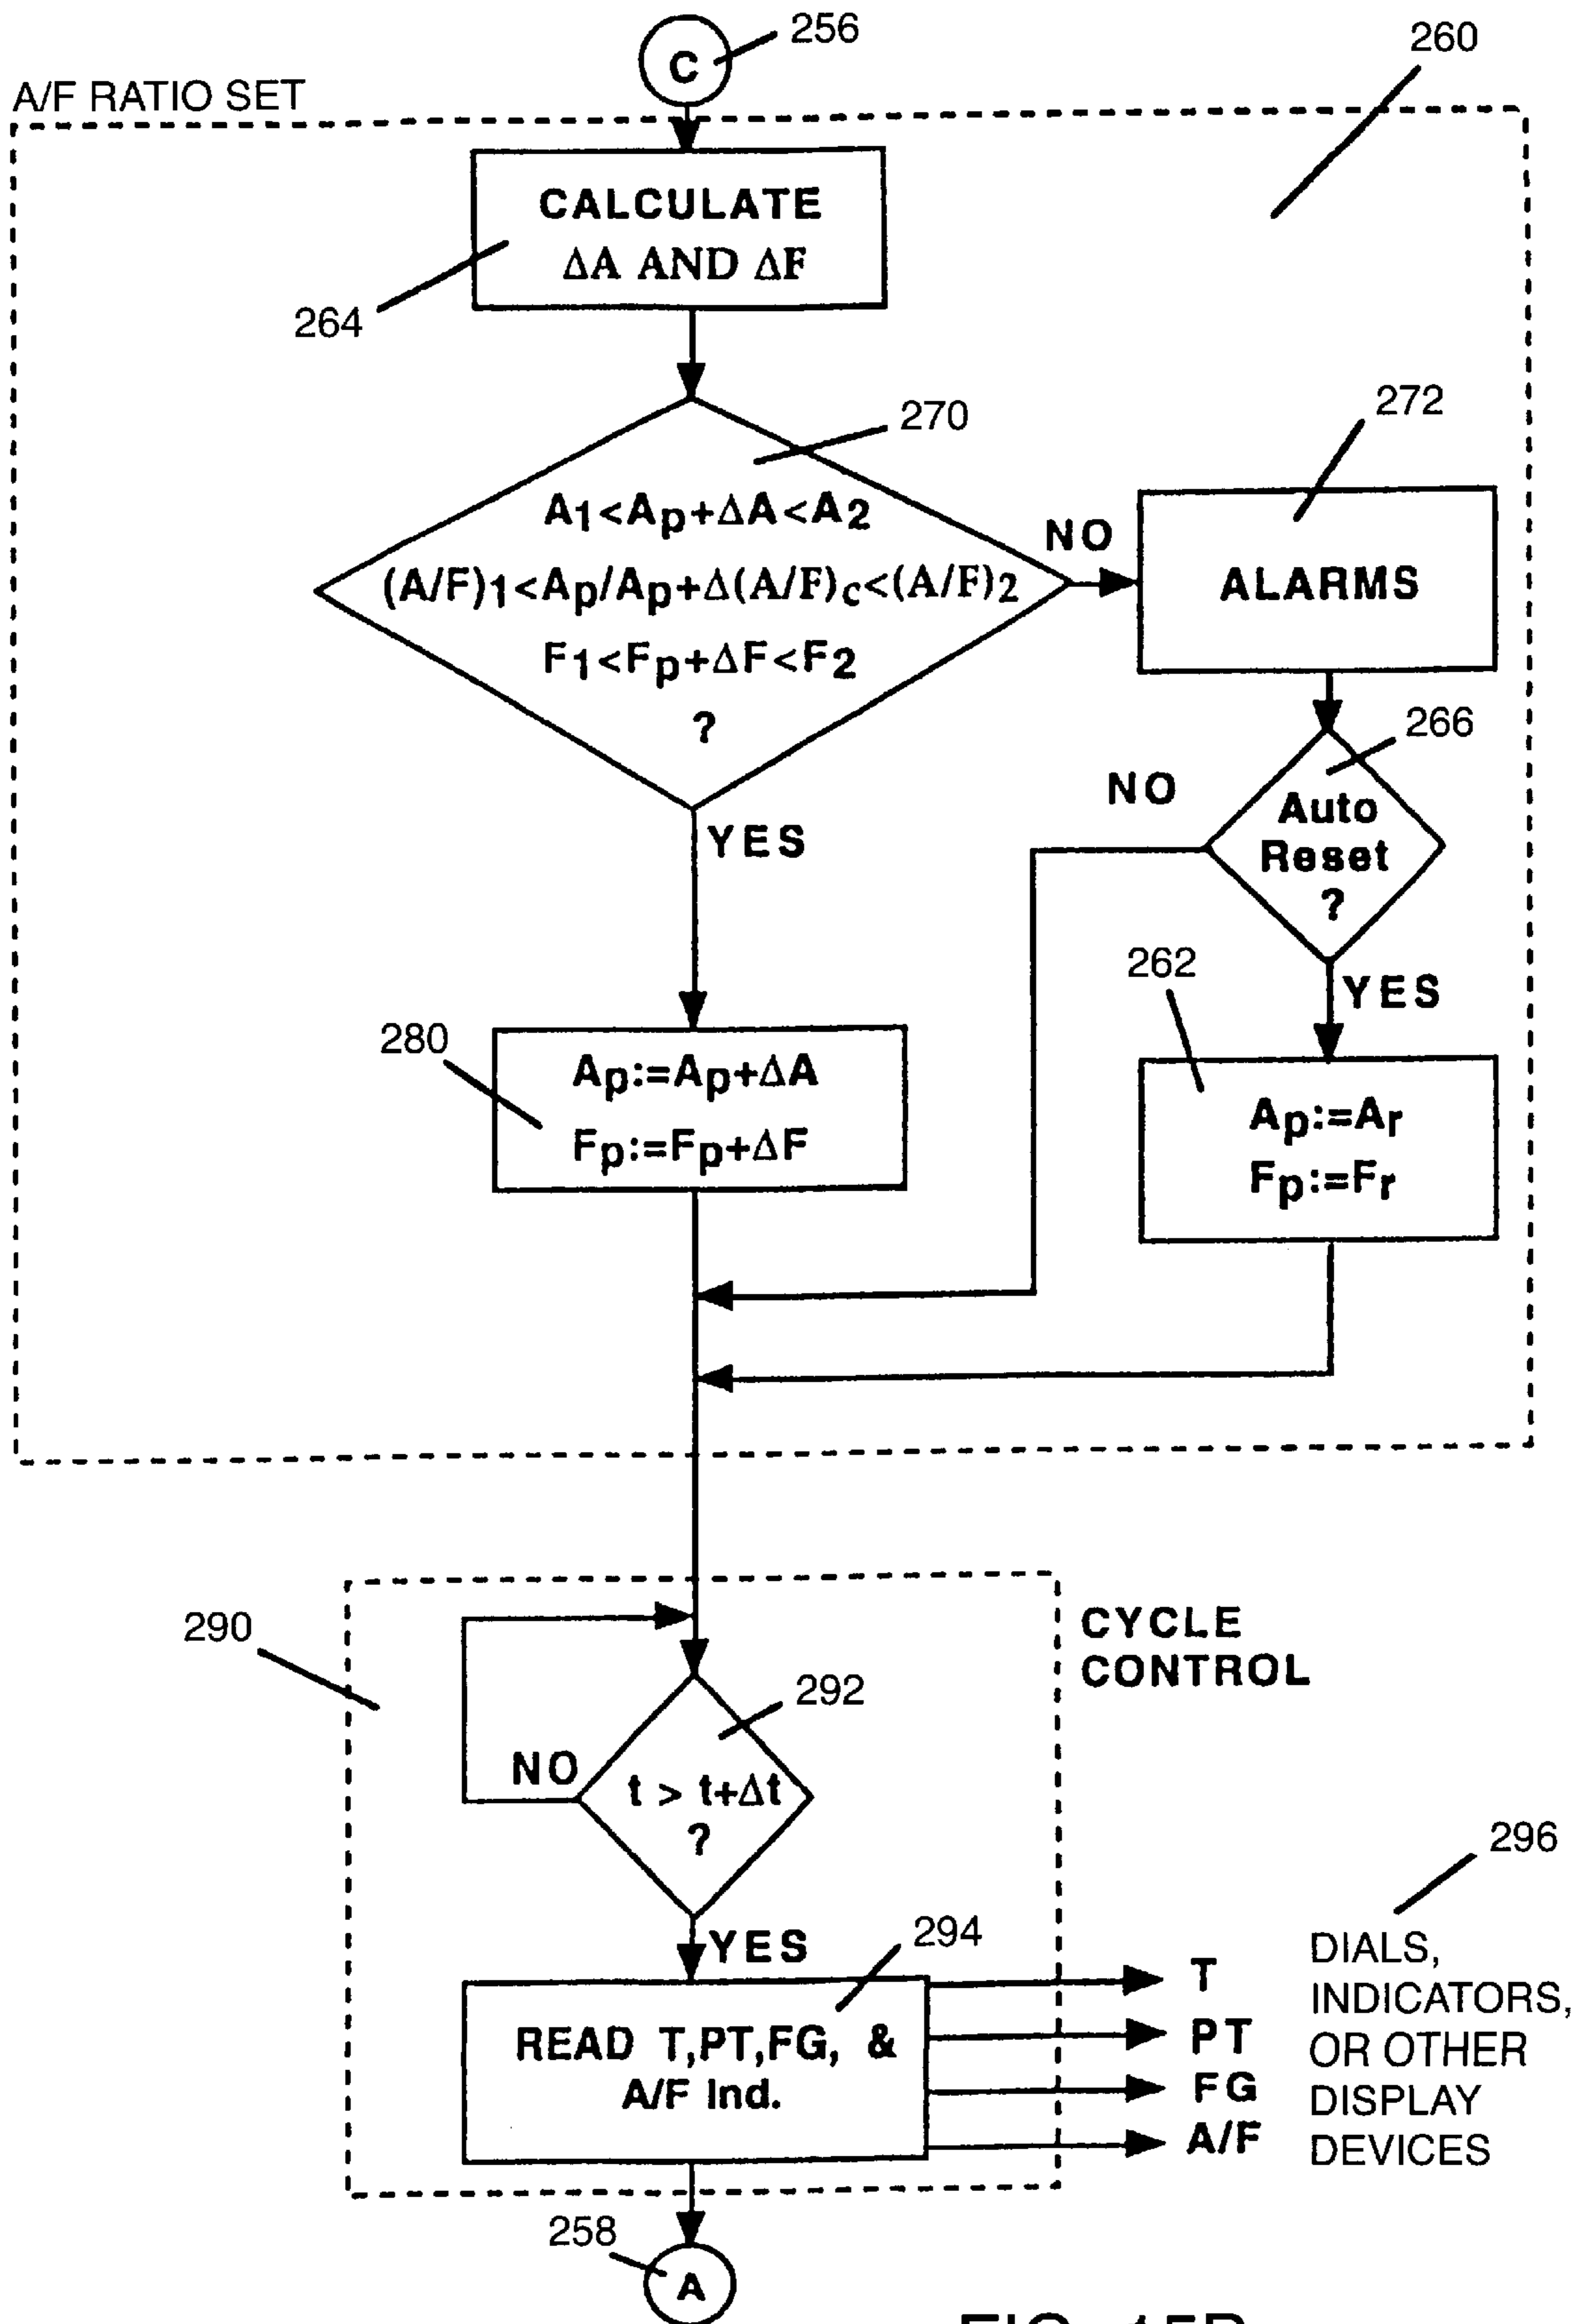 C
256
260
A/F RATIO SET
CALCULATE
ΔA AND ΔF
264
270
A1<Ap+ΔA<A2
(A/F)1<Ap/Ap+Δ(A/F)c<(A/F)2
F1<Fp+ΔF<F2
?
NO
272
ALARMS
266
NO
Auto
Reset
?
YES
YES
262
280
Ap:=Ap+ΔA
Fp:=Fp+ΔF
Ap:=Ar
Fp:=Fr
290
CYCLE
CONTROL
292
NO
t > t+Δt
?
YES
294
READ T,PT,FG, &
A/F Ind.
T
PT
FG
A/F
296
DIALS,
INDICATORS,
OR OTHER
DISPLAY
DEVICES
258
A